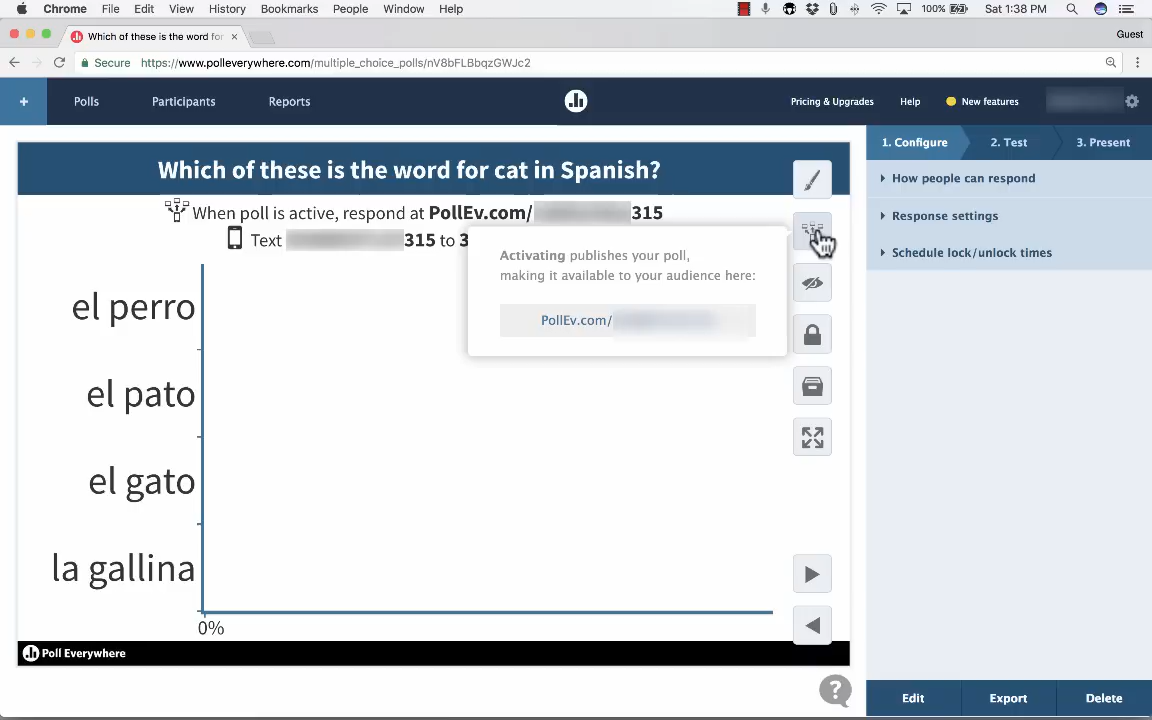 Chrome File Edit View History Bookmarks People Window Help 100% Sat 1:38 PM
Which of these is the word for Guest
Secure https://www.polleverywhere.com/multiple_choice_polls/nV8bFLBbqzGWJc2
+ Polls Participants Reports Pricing & Upgrades Help New features
1. Configure 2. Test 3. Present
Which of these is the word for cat in Spanish?
How people can respond
When poll is active, respond at PollEv.com/ 315
Response settings
Text 315 to 3
Schedule lock/unlock times
Activating publishes your poll,
making it available to your audience here:
PollEv.com/
el perro
el pato
el gato
la gallina
0%
Poll Everywhere
?
Edit Export Delete